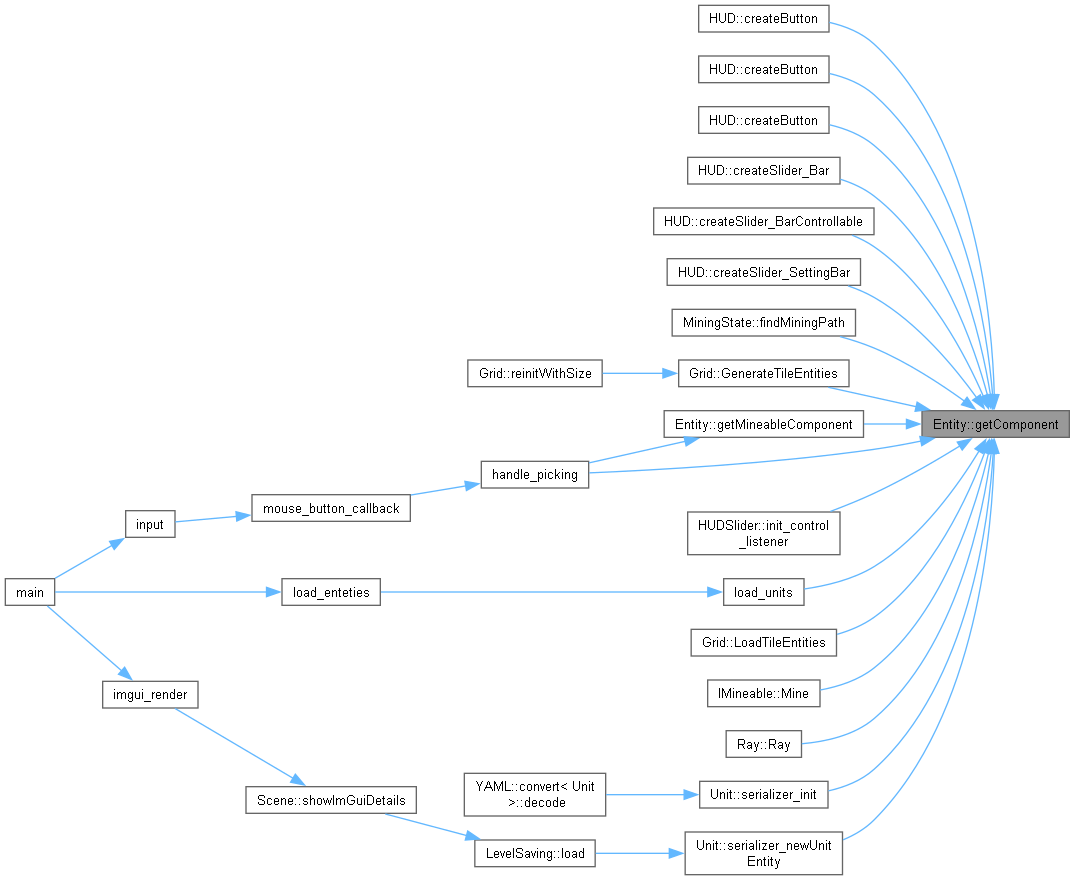 HUD::createButton
HUD::createButton
HUD::createButton
HUD::createSlider_Bar
HUD::createSlider_BarControllable
HUD::createSlider_SettingBar
MiningState::findMiningPath
Grid::reinitWithSize
Grid::GenerateTileEntities
Entity::getMineableComponent
Entity::getComponent
handle_picking
mouse_button_callback
input
HUDSlider::init_control
_listener
main
load_enteties
load_units
Grid::LoadTileEntities
imgui_render
IMineable::Mine
Ray::Ray
Scene::showImGuiDetails
YAML::convert< Unit
>::decode
Unit::serializer_init
LevelSaving::load
Unit::serializer_newUnit
Entity